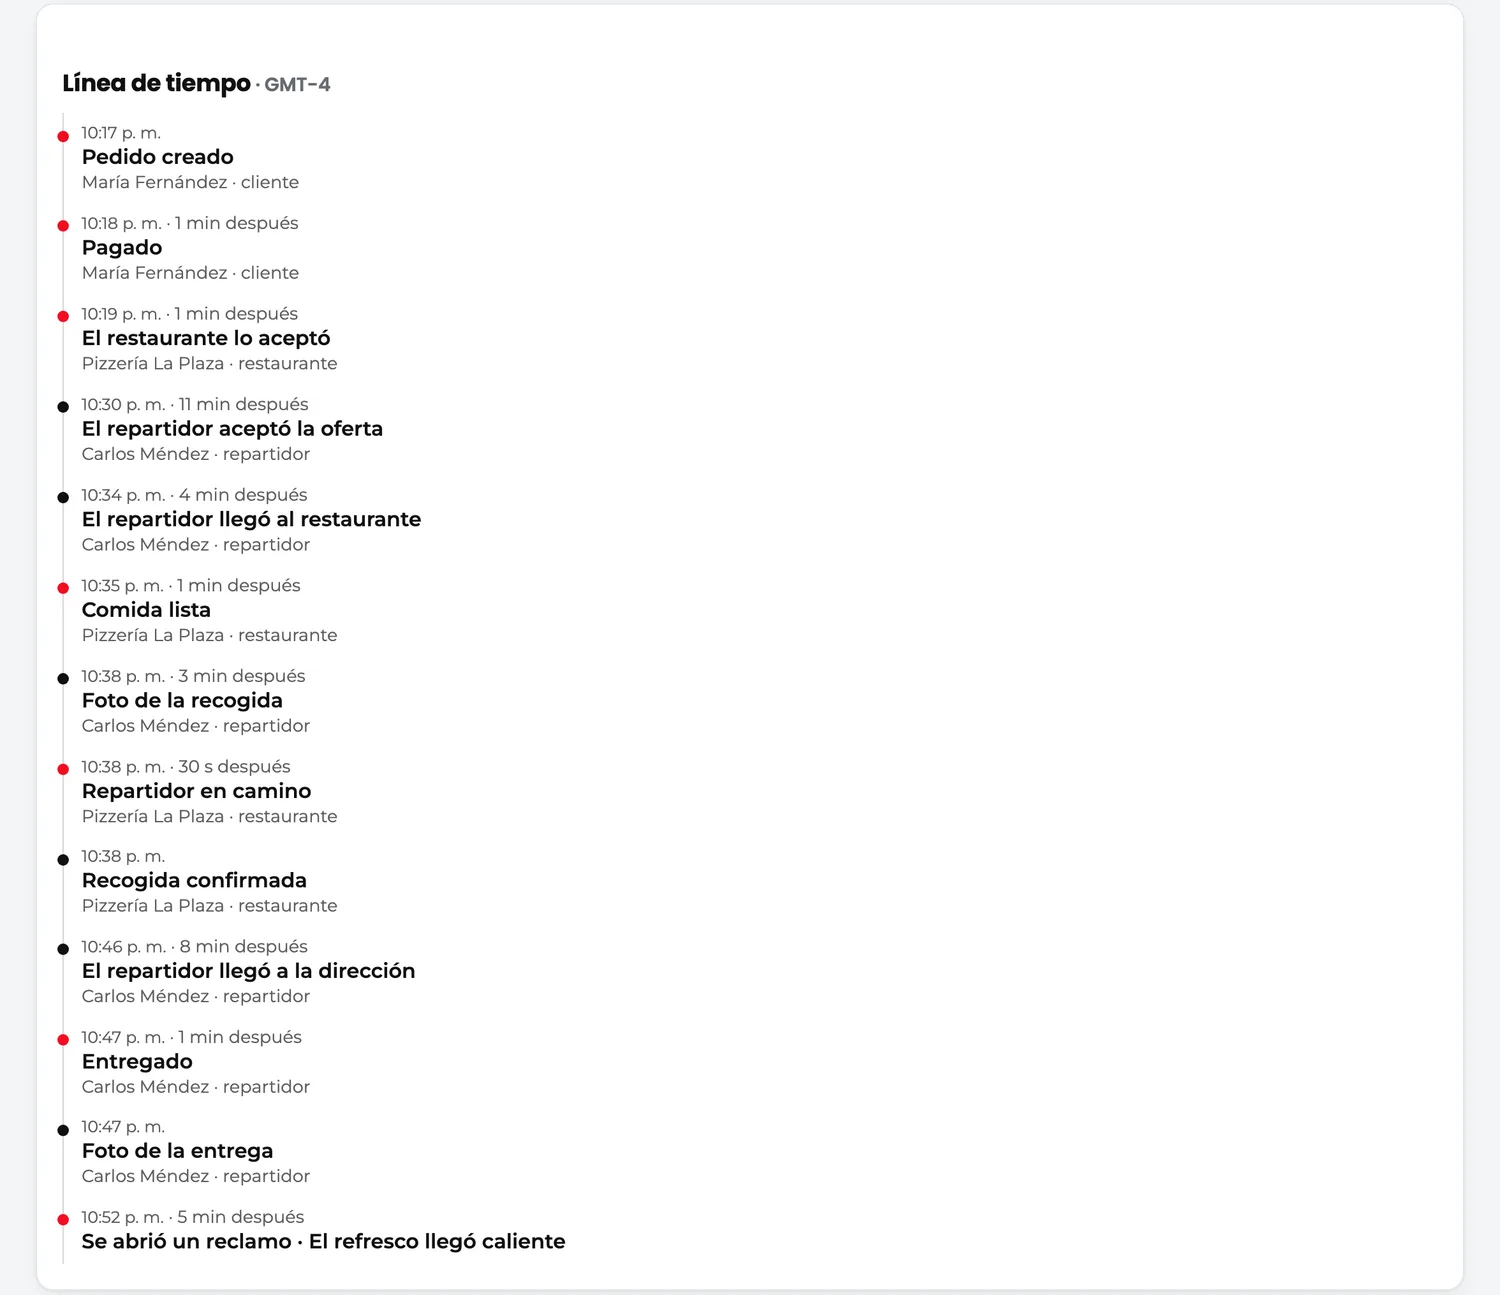 Línea de tiempo · GMT-4
10:17 p. m.
Pedido creado
María Fernández · cliente
10:18 p. m. · 1 min después
Pagado
María Fernández · cliente
10:19 p. m. · 1 min después
El restaurante lo aceptó
Pizzería La Plaza · restaurante
10:30 p. m. · 11 min después
El repartidor aceptó la oferta
Carlos Méndez · repartidor
10:34 p. m. · 4 min después
El repartidor llegó al restaurante
Carlos Méndez · repartidor
10:35 p. m. · 1 min después
Comida lista
Pizzería La Plaza · restaurante
10:38 p. m. · 3 min después
Foto de la recogida
Carlos Méndez · repartidor
10:38 p. m. · 30 s después
Repartidor en camino
Pizzería La Plaza · restaurante
10:38 p. m.
Recogida confirmada
Pizzería La Plaza · restaurante
10:46 p. m. · 8 min después
El repartidor llegó a la dirección
Carlos Méndez · repartidor
10:47 p. m. · 1 min después
Entregado
Carlos Méndez · repartidor
10:47 p. m.
Foto de la entrega
Carlos Méndez · repartidor
10:52 p. m. · 5 min después
Se abrió un reclamo · El refresco llegó caliente